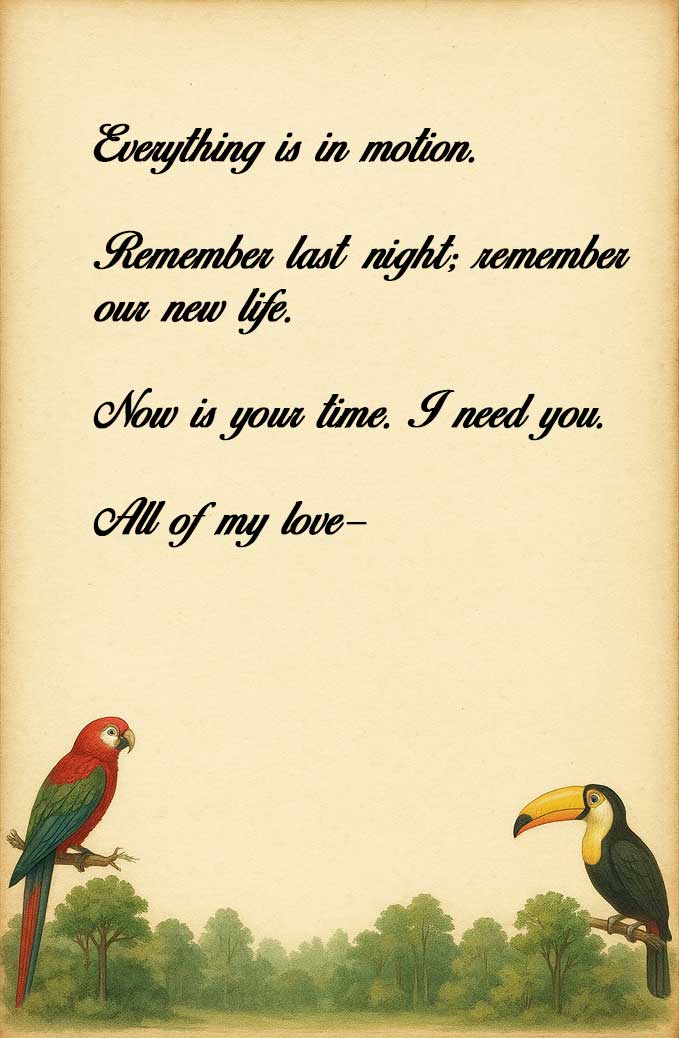 Everything is in motion.
Remember last night; remember
our new life.
Now is your time. I need you.
All of my love–